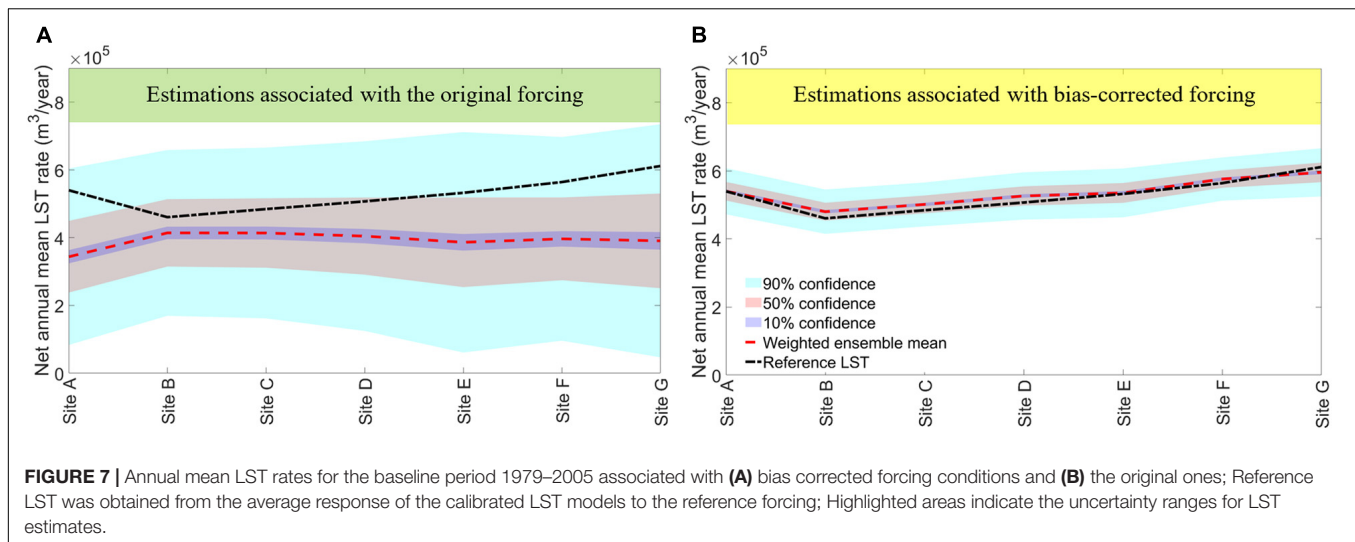 A
×10⁵
Estimations associated with the original forcing
Net annual mean LST rate (m³/year)
8
6
4
2
0
Site A
Site B
Site C
Site D
Site E
Site F
Site G
B
×10⁵
Estimations associated with bias-corrected forcing
Net annual mean LST rate (m³/year)
8
6
4
2
0
90% confidence
50% confidence
10% confidence
Weighted ensemble mean
Reference LST
Site A
Site B
Site C
Site D
Site E
Site F
Site G
FIGURE 7 | Annual mean LST rates for the baseline period 1979–2005 associated with (A) bias corrected forcing conditions and (B) the original ones; Reference
LST was obtained from the average response of the calibrated LST models to the reference forcing; Highlighted areas indicate the uncertainty ranges for LST
estimates.